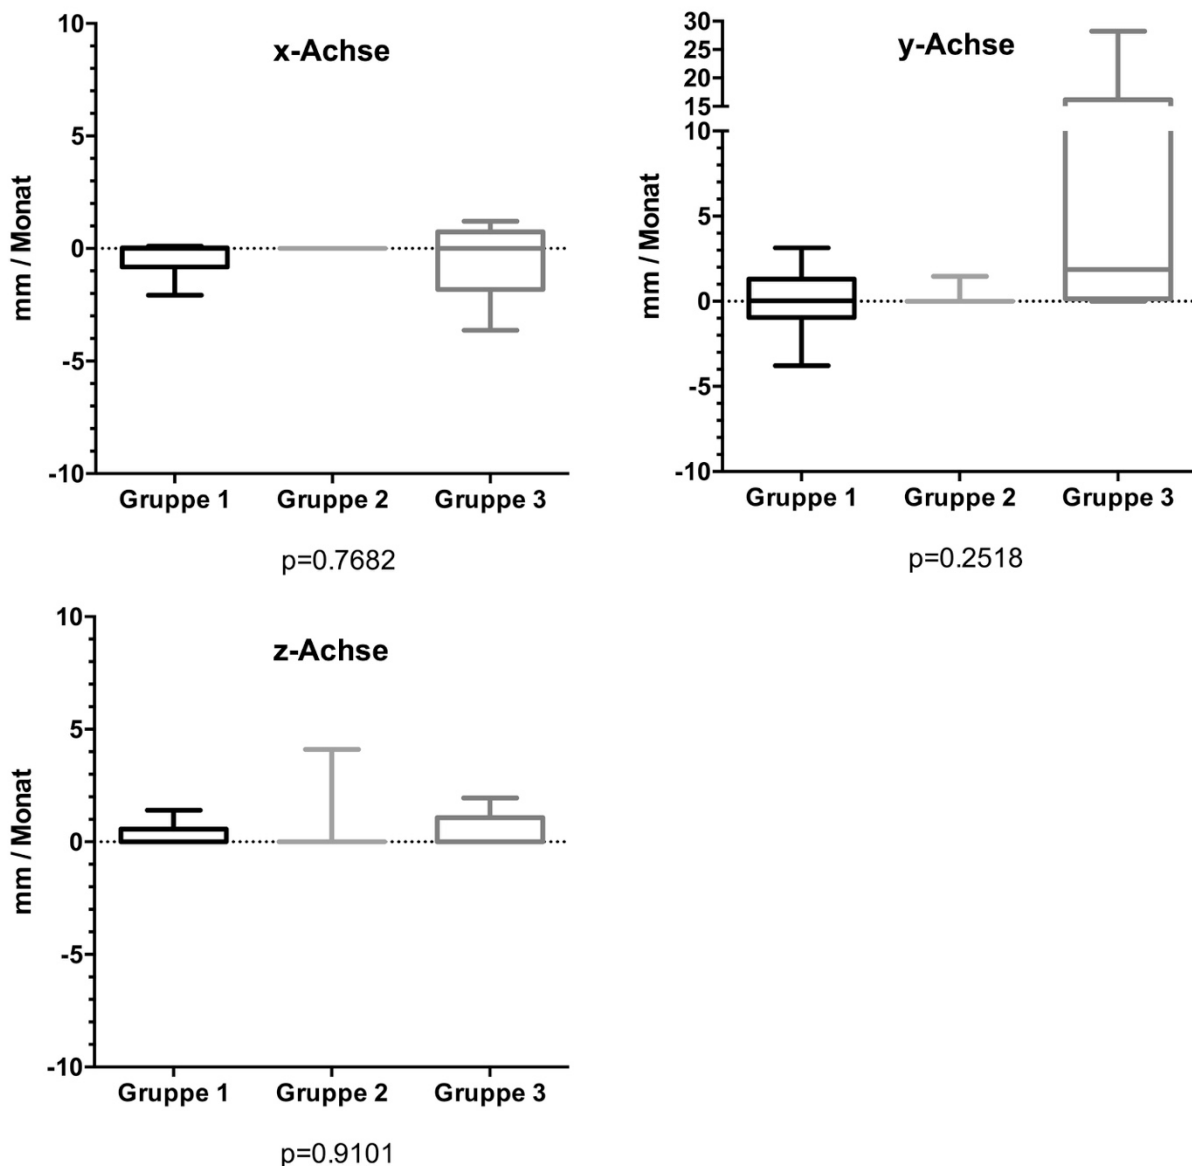 x-Achse
mm / Monat
10
5
0
-5
-10
Gruppe 1 Gruppe 2 Gruppe 3
p=0.7682
y-Achse
mm / Monat
30
25
20
15
10
5
0
-5
-10
Gruppe 1 Gruppe 2 Gruppe 3
p=0.2518
z-Achse
mm / Monat
10
5
0
-5
-10
Gruppe 1 Gruppe 2 Gruppe 3
p=0.9101